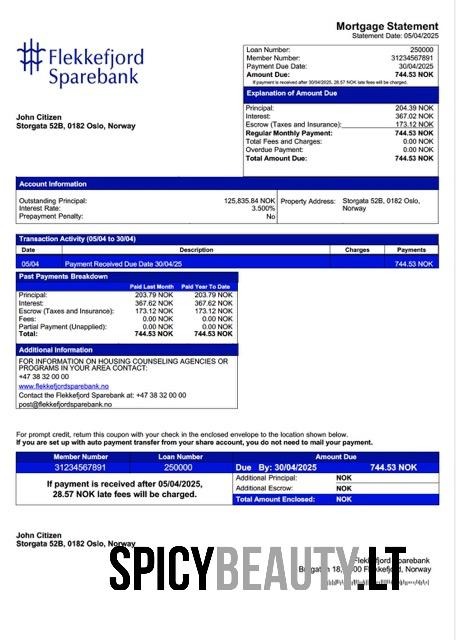 Mortgage Statement
Statement Date: 05/04/2025
Flekkefjord
Sparebank
Loan Number: 250000
Member Number: 31234567891
Payment Due Date: 30/04/2025
Amount Due: 744.53 NOK
If payment is received after 30/04/2025, 28.57 NOK late fees will be charged.
Explanation of Amount Due
Principal: 204.39 NOK
Interest: 367.02 NOK
Escrow (Taxes and Insurance): 173.12 NOK
Regular Monthly Payment: 744.53 NOK
Total Fees and Charges: 0.00 NOK
Overdue Payment: 0.00 NOK
Total Amount Due: 744.53 NOK
John Citizen
Storgata 52B, 0182 Oslo, Norway
Account Information
Outstanding Principal: 125,835.84 NOK
Interest Rate: 3.500%
Prepayment Penalty: No
Property Address: Storgata 52B, 0182 Oslo,
Norway
Transaction Activity (05/04 to 30/04)
Date Description Charges Payments
05/04 Payment Received Due Date 30/04/25 744.53 NOK
Past Payments Breakdown
Paid Last Month Paid Year To Date
Principal: 203.79 NOK 203.79 NOK
Interest: 367.62 NOK 367.62 NOK
Escrow (Taxes and Insurance): 173.12 NOK 173.12 NOK
Fees: 0.00 NOK 0.00 NOK
Partial Payment (Unapplied): 0.00 NOK 0.00 NOK
Total: 744.53 NOK 744.53 NOK
Additional Information
FOR INFORMATION ON HOUSING COUNSELING AGENCIES OR
PROGRAMS IN YOUR AREA CONTACT:
+47 38 32 00 00
www.flekkefjordsparebank.no
Contact the Flekkefjord Sparebank at: +47 38 32 00 00
post@flekkefjordsparebank.no
For prompt credit, return this coupon with your check in the enclosed envelope to the location shown below.
If you are set up with auto payment transfer from your share account, you do not need to mail your payment.
Member Number Loan Number Amount Due
31234567891 250000 Due By: 30/04/2025 744.53 NOK
If payment is received after 05/04/2025,
28.57 NOK late fees will be charged.
Additional Principal: NOK
Additional Escrow: NOK
Total Amount Enclosed: NOK
John Citizen
Storgata 52B, 0182 Oslo, Norway
SPICYBEAUTY.LT
Flekkefjord Sparebank
18, Flekkefjord, Norway